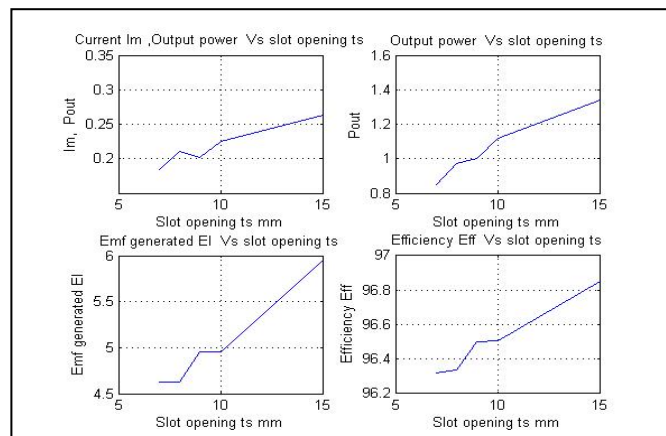 Current Im ,Output power Vs slot opening ts
0.35
0.3
0.25
0.2
Im, Pout
5
10
15
Slot opening ts mm
Output power Vs slot opening ts
1.6
1.4
1.2
1
0.8
Pout
5
10
15
Slot opening ts mm
Emf generated El Vs slot opening ts
6
5.5
5
4.5
Emf generated El
5
10
15
Slot opening ts mm
Efficiency Eff Vs slot opening ts
97
96.8
96.6
96.4
96.2
Efficiency Eff
5
10
15
Slot opening ts mm